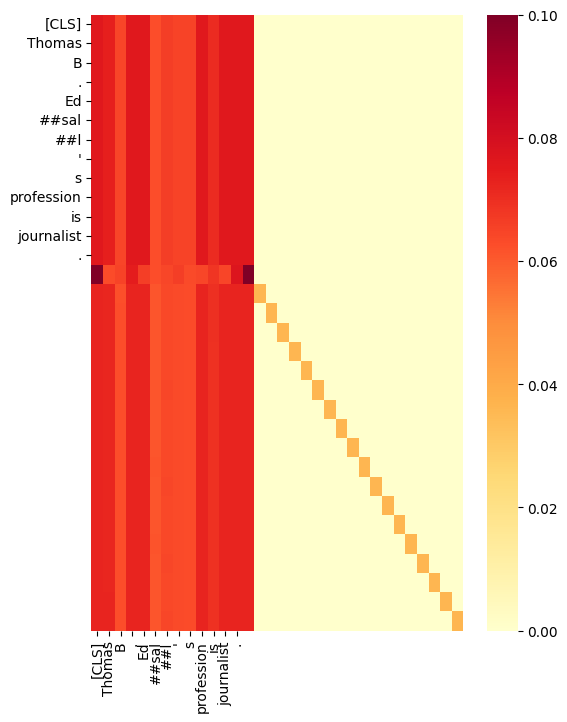 [CLS]
Thomas
B
.
Ed
##sal
##l
'
s
profession
is
journalist
.
[CLS]
Thomas
B
.
Ed
##sal
##l
'
s
profession
is
journalist
.
0.10
0.08
0.06
0.04
0.02
0.00